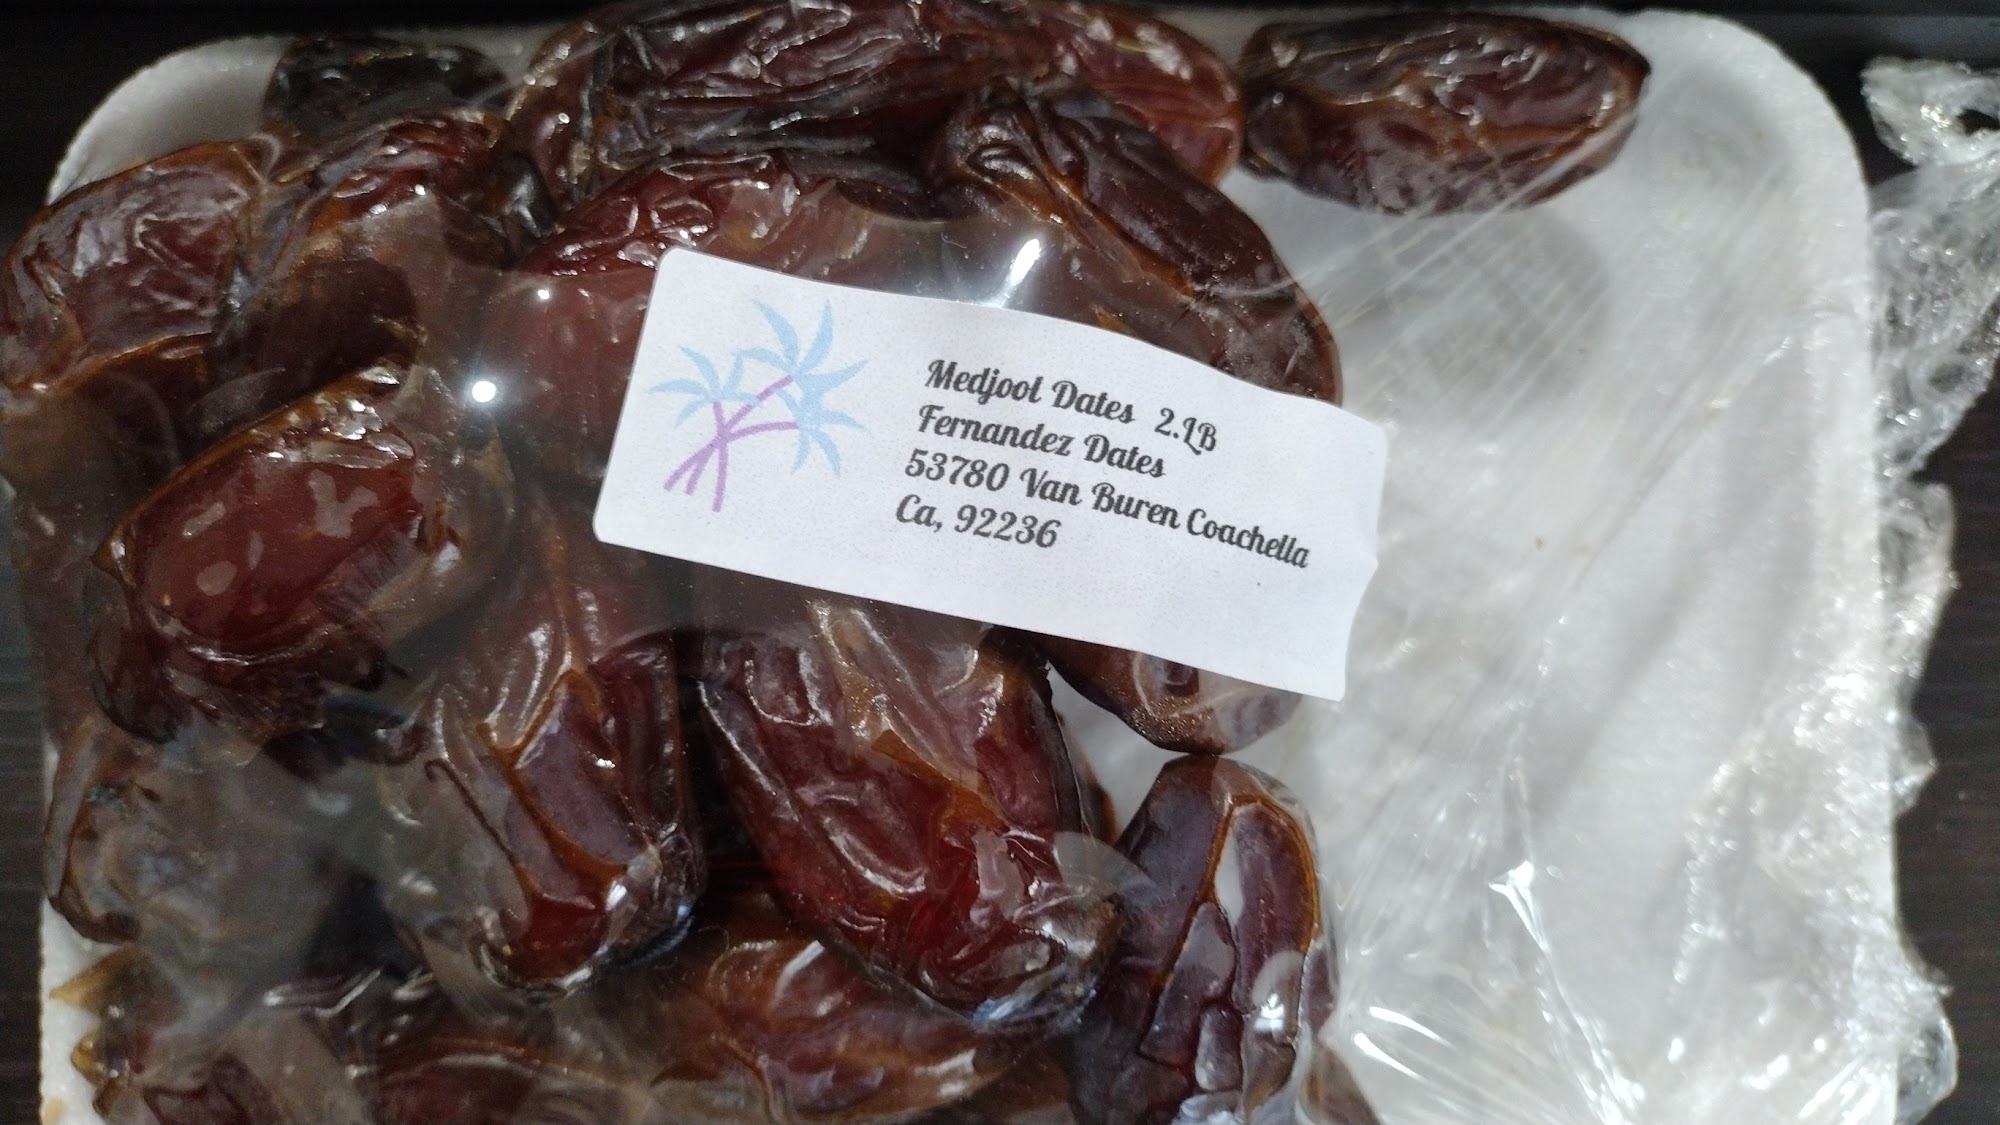 Medjool Dates 2.LB
Fernandez Dates
53780 Van Buren Coachella
Ca, 92236